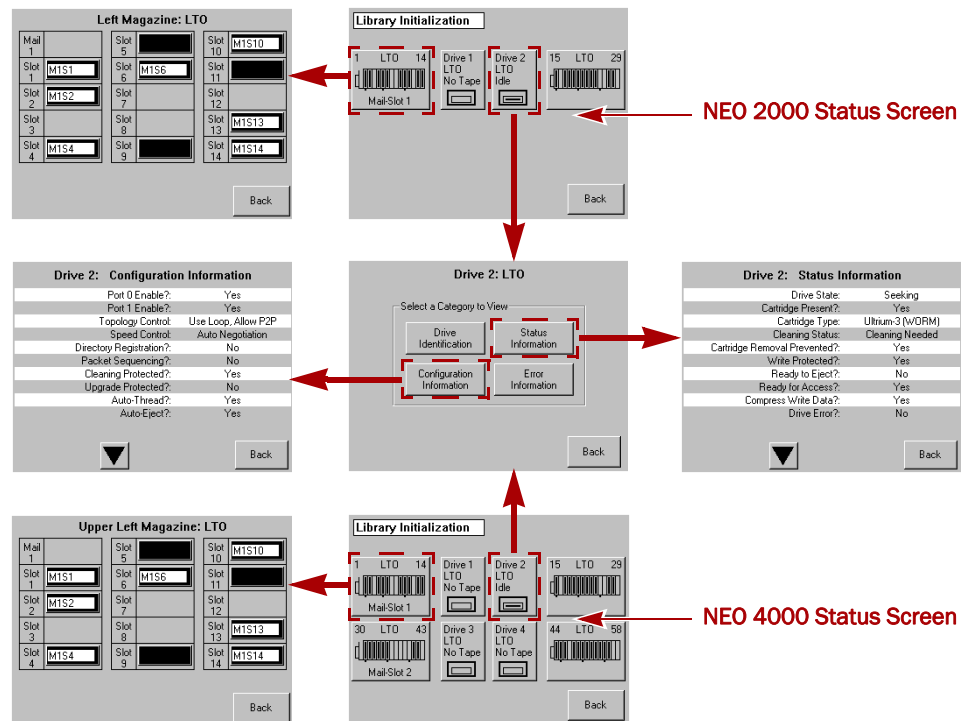 Left Magazine: LTO
Mail 1
Slot 1 M1S1
Slot 2 M1S2
Slot 3
Slot 4 M1S4
Slot 5
Slot 6 M1S6
Slot 7
Slot 8
Slot 9
Slot 10 M1S10
Slot 11
Slot 12
Slot 13 M1S13
Slot 14 M1S14
Back
Library Initialization
1 LTO 14
Mail-Slot 1
Drive 1
LTO
No Tape
Drive 2
LTO
Idle
15 LTO 29
Back
NEO 2000 Status Screen
Drive 2: Configuration Information
Port 0 Enable?: Yes
Port 1 Enable?: Yes
Topology Control: Use Loop, Allow P2P
Speed Control: Auto Negotiation
Directory Registration?: No
Packet Sequencing?: No
Cleaning Protected?: Yes
Upgrade Protected?: No
Auto-Thread?: Yes
Auto-Eject?: Yes
Back
Drive 2: LTO
Select a Category to View
Drive
Identification
Status
Information
Configuration
Information
Error
Information
Back
Drive 2: Status Information
Drive State: Seeking
Cartridge Present?: Yes
Cartridge Type: Ultrium-3 (WORM)
Cleaning Status: Cleaning Needed
Cartridge Removal Prevented?: Yes
Write Protected?: Yes
Ready to Eject?: No
Ready for Access?: Yes
Compress Write Data?: Yes
Drive Error?: No
Back
Upper Left Magazine: LTO
Mail 1
Slot 1 M1S1
Slot 2 M1S2
Slot 3
Slot 4 M1S4
Slot 5
Slot 6 M1S6
Slot 7
Slot 8
Slot 9
Slot 10 M1S10
Slot 11
Slot 12
Slot 13 M1S13
Slot 14 M1S14
Back
Library Initialization
1 LTO 14
Mail-Slot 1
Drive 1
LTO
No Tape
Drive 2
LTO
Idle
15 LTO 29
30 LTO 43
Mail-Slot 2
Drive 3
LTO
No Tape
Drive 4
LTO
No Tape
44 LTO 58
Back
NEO 4000 Status Screen